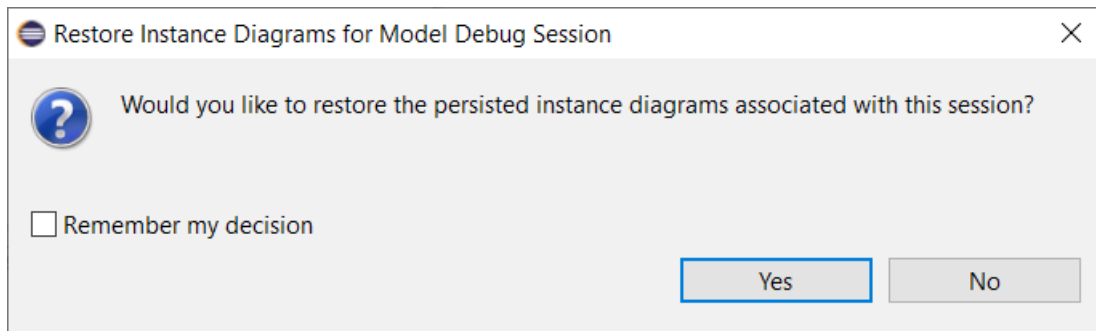 Restore Instance Diagrams for Model Debug Session
Would you like to restore the persisted instance diagrams associated with this session?
Remember my decision
Yes
No